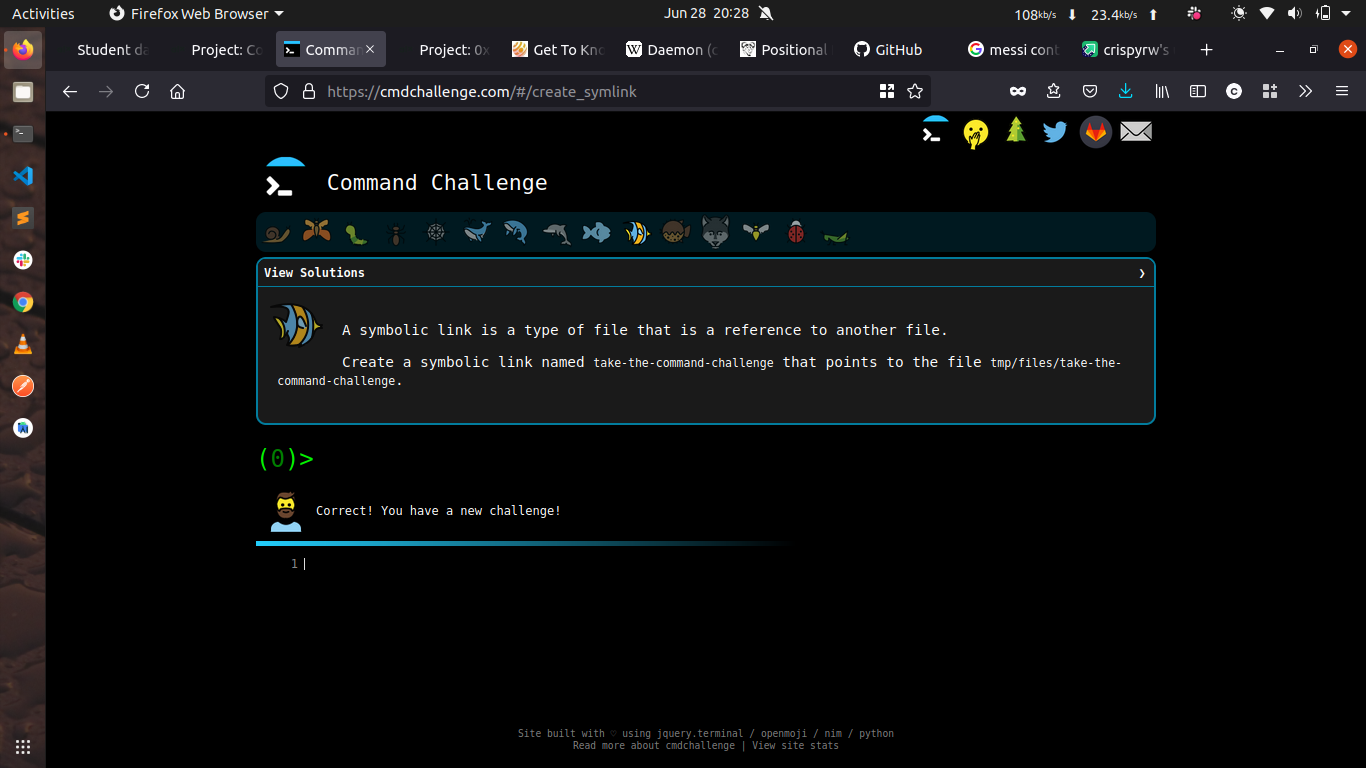 Activities Firefox Web Browser Jun 28 20:28 108kb/s 23.4kb/s
Student da Project: Co Comman Project: 0x Get To Kno Daemon (c Positional GitHub messi cont crispyrw's
https://cmdchallenge.com/#/create_symlink
Command Challenge
View Solutions
A symbolic link is a type of file that is a reference to another file.
Create a symbolic link named take-the-command-challenge that points to the file tmp/files/take-the-
command-challenge.
(0)>
Correct! You have a new challenge!
1
Site built with ♡ using jquery.terminal / openmoji / nim / python
Read more about cmdchallenge | View site stats